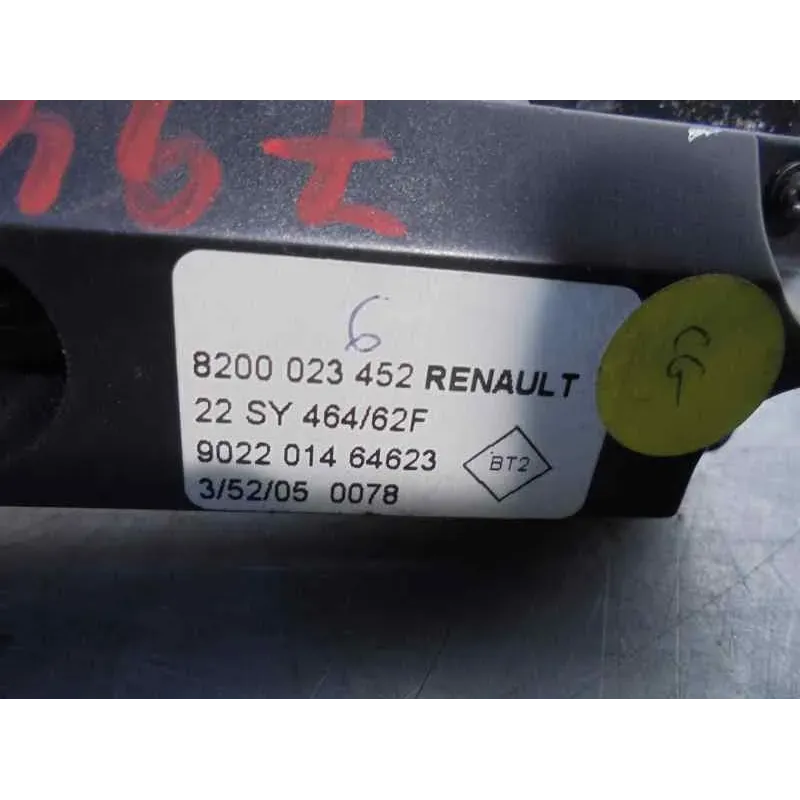 6
8200 023 452 RENAULT
22 SY 464/62F
9022 014 64623
BT2
3/52/05 0078